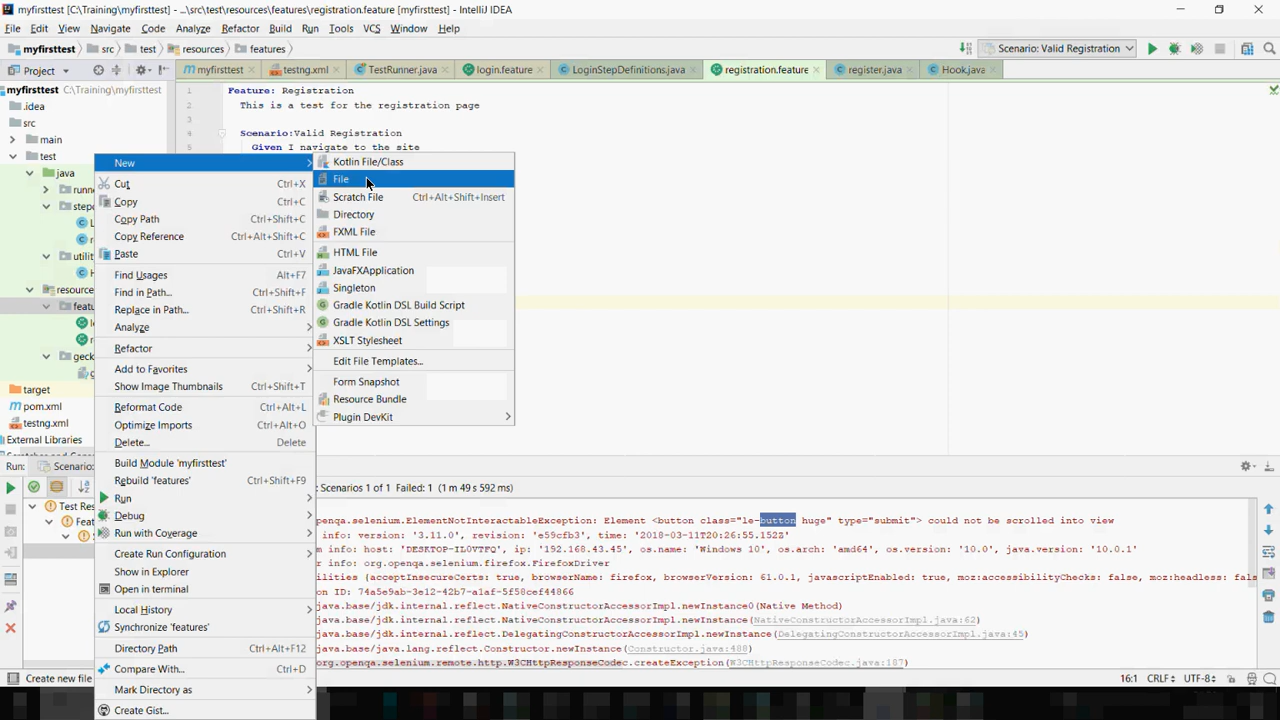 myfirsttest [C:\Training\myfirsttest] - ...\src\test\resources\features\registration.feature [myfirsttest] - IntelliJ IDEA
File Edit View Navigate Code Analyze Refactor Build Run Tools VCS Window Help
myfirsttest src test resources features Scenario: Valid Registration
Project myfirsttest testng.xml TestRunner.java login.feature LoginStepDefinitions.java registration.feature register.java Hook.java
myfirsttest C:\Training\myfirsttest
.idea
src
main
test
java
runn
step
L
r
utili
H
resource
featu
l
r
geck
g
target
pom.xml
testng.xml
External Libraries
1 Feature: Registration
2 This is a test for the registration page
3
4 Scenario:Valid Registration
5 Given I navigate to the site
New
Cut Ctrl+X
Copy Ctrl+C
Copy Path Ctrl+Shift+C
Copy Reference Ctrl+Alt+Shift+C
Paste Ctrl+V
Find Usages Alt+F7
Find in Path... Ctrl+Shift+F
Replace in Path... Ctrl+Shift+R
Analyze
Refactor
Add to Favorites
Show Image Thumbnails Ctrl+Shift+T
Reformat Code Ctrl+Alt+L
Optimize Imports Ctrl+Alt+O
Delete... Delete
Build Module 'myfirsttest'
Rebuild 'features' Ctrl+Shift+F9
Run
Debug
Run with Coverage
Create Run Configuration
Show in Explorer
Open in terminal
Local History
Synchronize 'features'
Directory Path Ctrl+Alt+F12
Compare With... Ctrl+D
Mark Directory as
Create Gist...
Kotlin File/Class
File
Scratch File Ctrl+Alt+Shift+Insert
Directory
FXML File
HTML File
JavaFXApplication
Singleton
Gradle Kotlin DSL Build Script
Gradle Kotlin DSL Settings
XSLT Stylesheet
Edit File Templates...
Form Snapshot
Resource Bundle
Plugin DevKit
Run: Scenario:
Test Res
Feat
S
: Scenarios 1 of 1 Failed: 1 (1 m 49 s 592 ms)
penqa.selenium.ElementNotInteractableException: Element <button class="le-button huge" type="submit"> could not be scrolled into view
info: version: '3.11.0', revision: 'e59cfb3', time: '2018-03-11T20:26:55.152Z'
m info: host: 'DESKTOP-IL0VTFQ', ip: '192.168.43.45', os.name: 'Windows 10', os.arch: 'amd64', os.version: '10.0', java.version: '10.0.1'
r info: org.openqa.selenium.firefox.FirefoxDriver
ilities {acceptInsecureCerts: true, browserName: firefox, browserVersion: 61.0.1, javascriptEnabled: true, moz:accessibilityChecks: false, moz:headless: fals
on ID: 74a5e9ab-3e12-42b7-a1af-5f58cef44866
java.base/jdk.internal.reflect.NativeConstructorAccessorImpl.newInstance0(Native Method)
java.base/jdk.internal.reflect.NativeConstructorAccessorImpl.newInstance(NativeConstructorAccessorImpl.java:62)
java.base/jdk.internal.reflect.DelegatingConstructorAccessorImpl.newInstance(DelegatingConstructorAccessorImpl.java:45)
java.base/java.lang.reflect.Constructor.newInstance(Constructor.java:488)
org.openqa.selenium.remote.http.W3CHttpResponseCodec.createException(W3CHttpResponseCodec.java:187)
Create new file 16:1 CRLF UTF-8